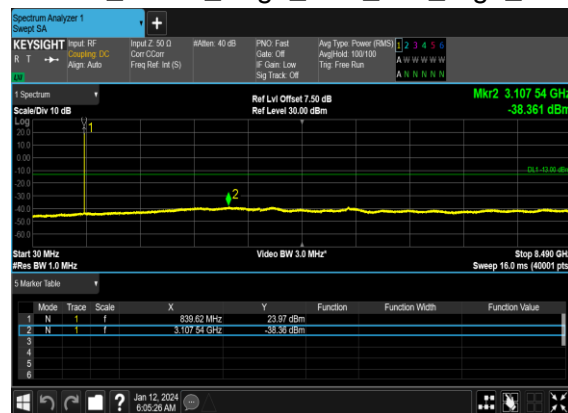 Spectrum Analyzer 1
Swept SA
+
KEYSIGHT
R T
Input: RF
Coupling: DC
Align: Auto
Input Z: 50 Ω
Corr CCorr
Freq Ref: Int (S)
#Atten: 40 dB
PNO: Fast
Gate: Off
IF Gain: Low
Sig Track: Off
Avg Type: Power (RMS)
Avg|Hold: 100/100
Trig: Free Run
1 2 3 4 5 6
A W W W W W
A N N N N N
1 Spectrum
Scale/Div 10 dB
Log
Ref Lvl Offset 7.50 dB
Ref Level 30.00 dBm
Mkr2 3.107 54 GHz
-38.361 dBm
20.0
10.0
0.00
-10.0
-20.0
-30.0
-40.0
-50.0
-60.0
1
2
DL1 -13.00 dBm
Start 30 MHz
#Res BW 1.0 MHz
Video BW 3.0 MHz*
Stop 8.490 GHz
Sweep 16.0 ms (40001 pts)
5 Marker Table
Mode Trace Scale X Y Function Function Width Function Value
1 N 1 f 839.62 MHz 23.97 dBm
2 N 1 f 3.107 54 GHz -38.36 dBm
3
4
5
6
?
Jan 12, 2024
6:05:26 AM